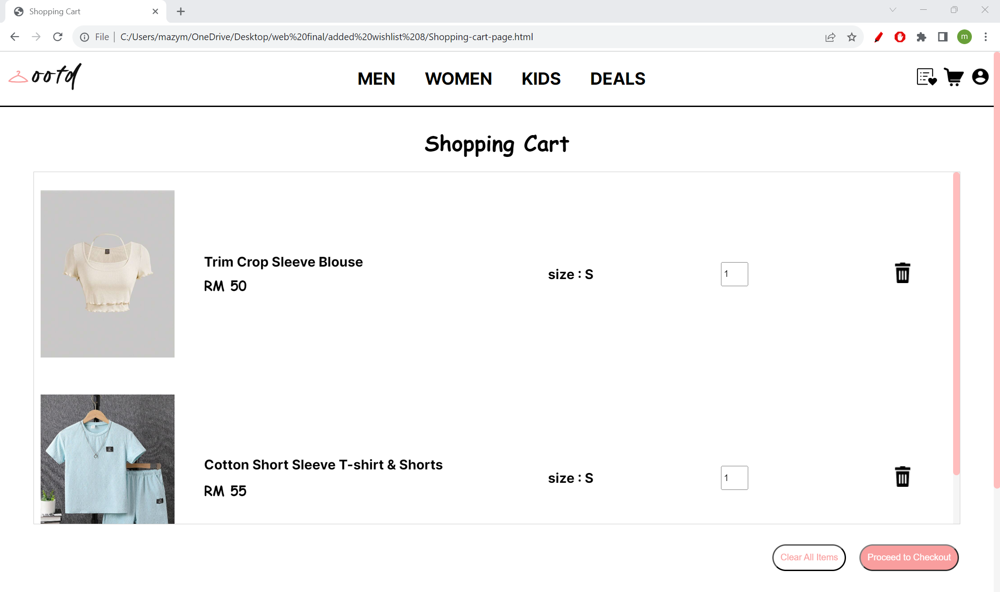 Shopping Cart
File
C:/Users/mazym/OneDrive/Desktop/web%20final/added%20wishlist%208/Shopping-cart-page.html
m
ootd
MEN WOMEN KIDS DEALS
Shopping Cart
Trim Crop Sleeve Blouse
RM 50
size : S
1
Cotton Short Sleeve T-shirt & Shorts
RM 55
size : S
1
Clear All Items
Proceed to Checkout